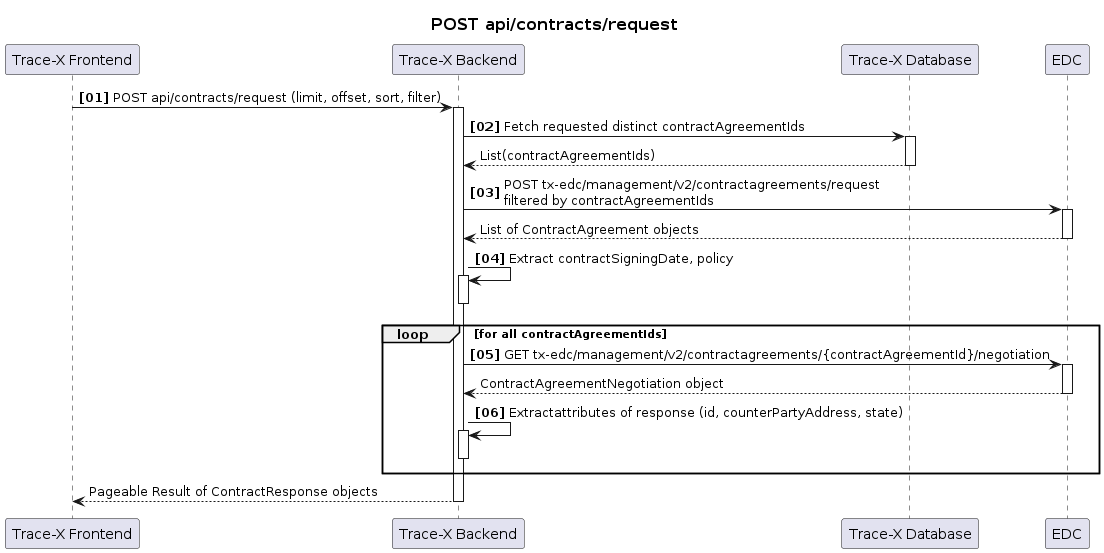 POST api/contracts/request
Trace-X Frontend
Trace-X Backend
Trace-X Database
EDC
[01] POST api/contracts/request (limit, offset, sort, filter)
[02] Fetch requested distinct contractAgreementIds
List(contractAgreementIds)
[03] POST tx-edc/management/v2/contractagreements/request
filtered by contractAgreementIds
List of ContractAgreement objects
[04] Extract contractSigningDate, policy
loop [for all contractAgreementIds]
[05] GET tx-edc/management/v2/contractagreements/{contractAgreementId}/negotiation
ContractAgreementNegotiation object
[06] Extractattributes of response (id, counterPartyAddress, state)
Pageable Result of ContractResponse objects
Trace-X Frontend
Trace-X Backend
Trace-X Database
EDC